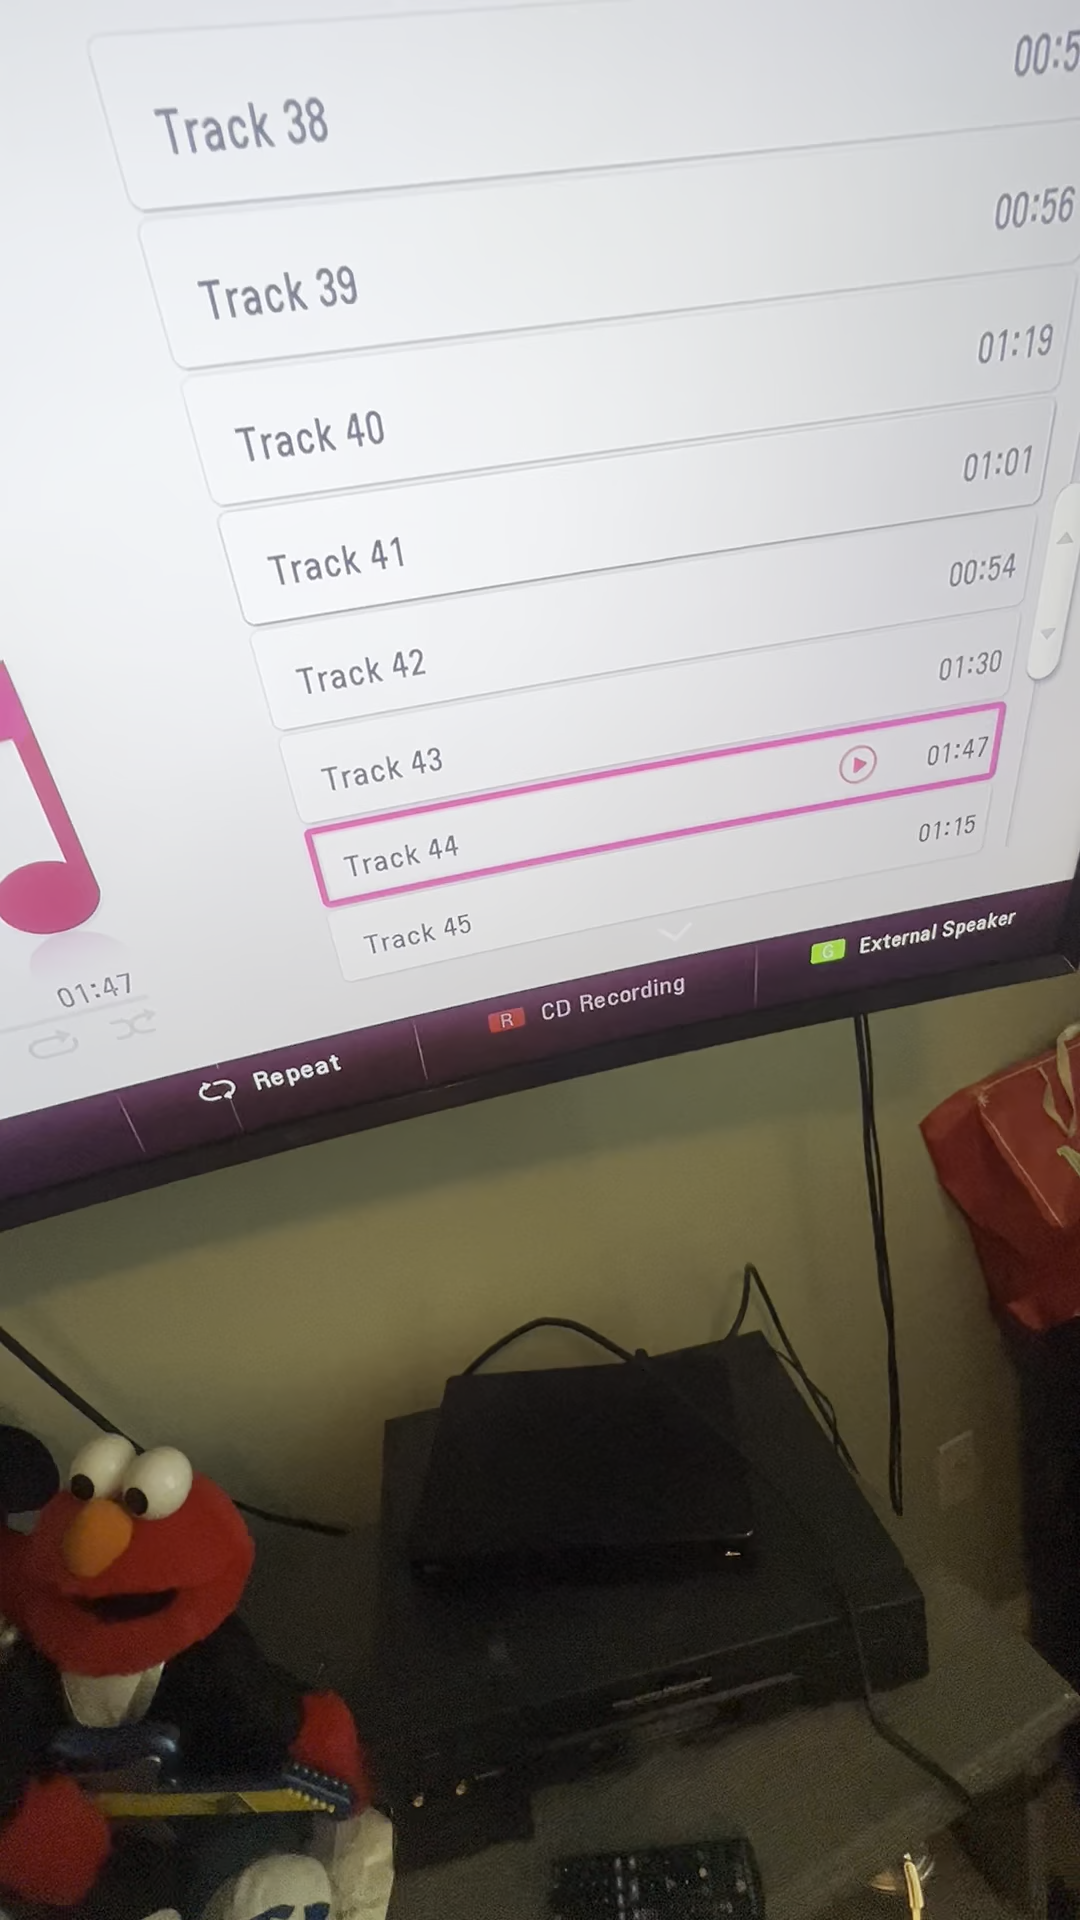 Track 38 00:5
Track 39 00:56
Track 40 01:19
Track 41 01:01
Track 42 00:54
Track 43 01:30
Track 44 01:47
Track 45 01:15
01:47
Repeat
R CD Recording
G External Speaker